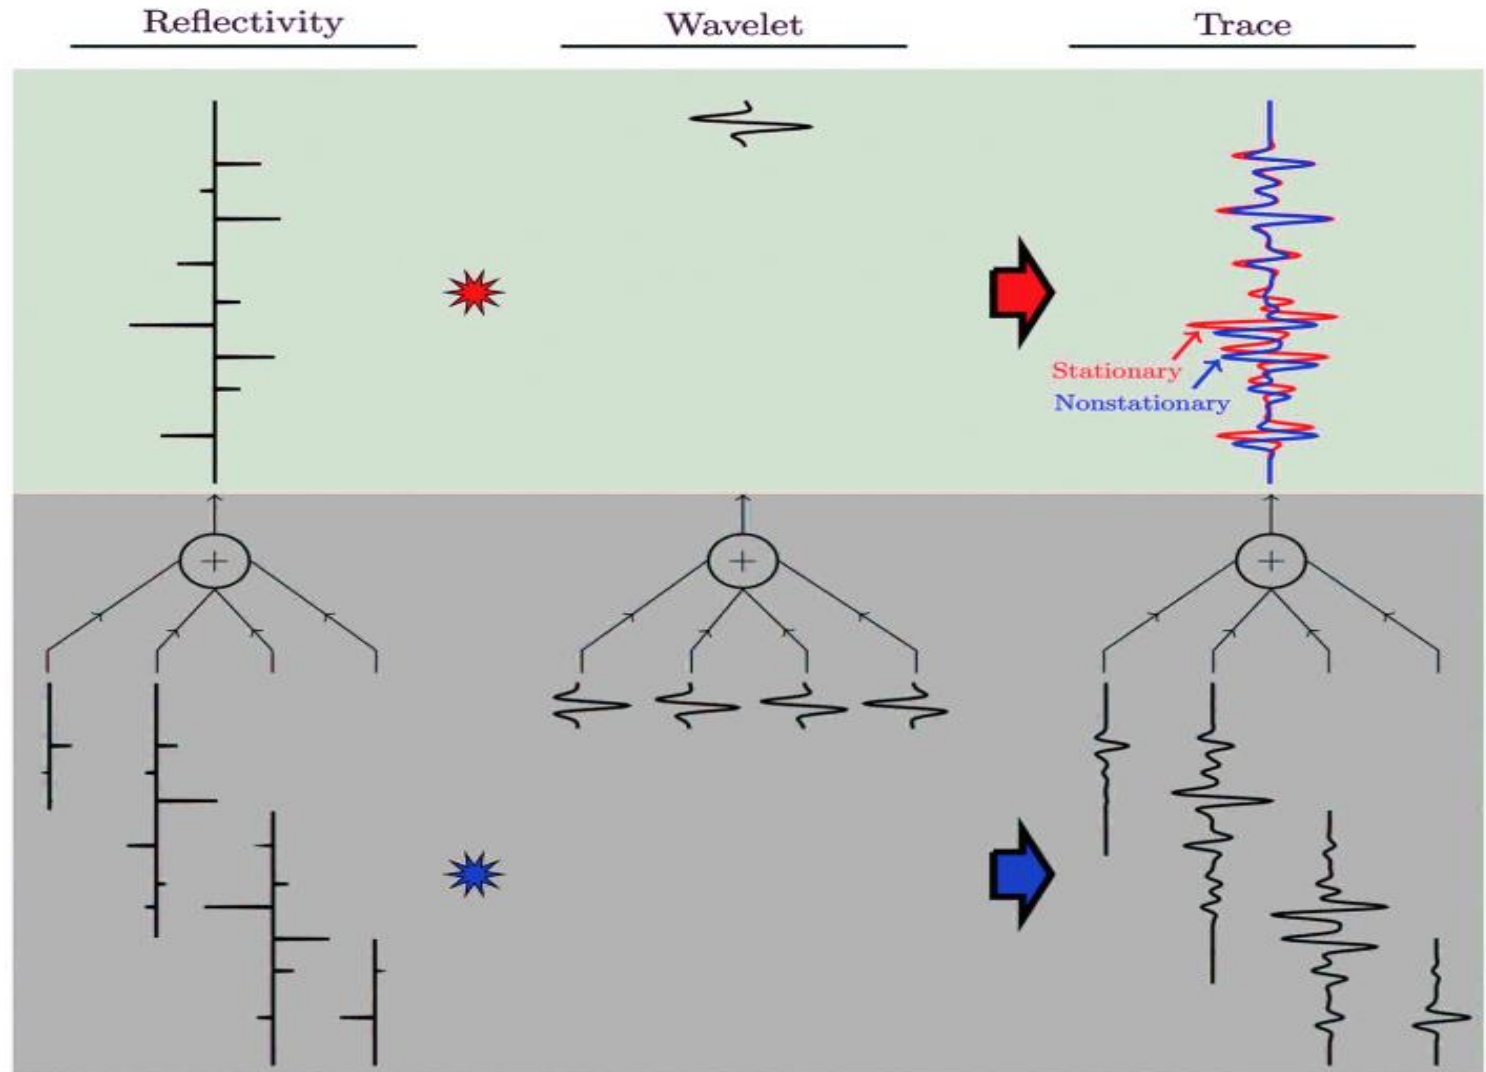 Reflectivity
Wavelet
Trace
Stationary
Nonstationary
+
+
+